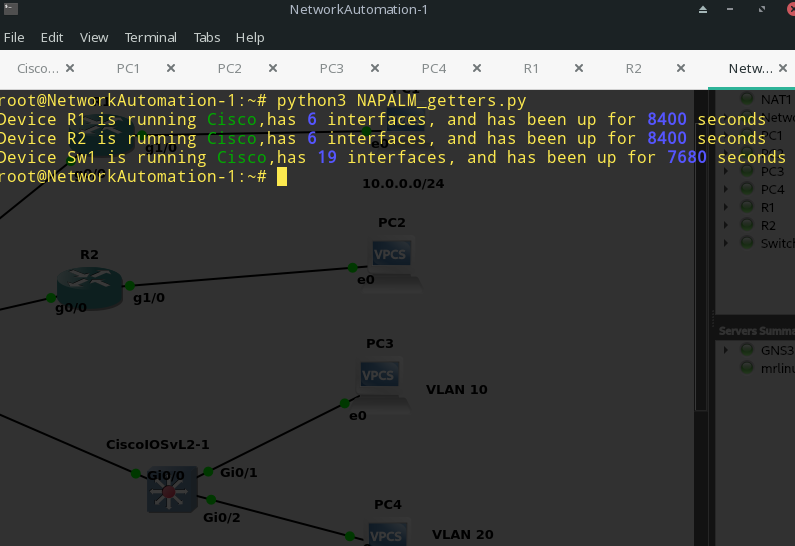 NetworkAutomation-1
File Edit View Terminal Tabs Help
Cisco... PC1 PC2 PC3 PC4 R1 R2 Netw...
root@NetworkAutomation-1:~# python3 NAPALM_getters.py
Device R1 is running Cisco,has 6 interfaces, and has been up for 8400 seconds
Device R2 is running Cisco,has 6 interfaces, and has been up for 8400 seconds
Device Sw1 is running Cisco,has 19 interfaces, and has been up for 7680 seconds
root@NetworkAutomation-1:~#
NAT1
PC1
PC3
PC4
R1
R2
Switch
g1/0
e0
10.0.0.0/24
PC2
VPCS
e0
R2
g0/0
g1/0
PC3
VPCS
VLAN 10
e0
CiscoIOSvL2-1
Gi0/0
Gi0/1
Gi0/2
PC4
VPCS
VLAN 20
Servers Summa
GNS3
mrlinu